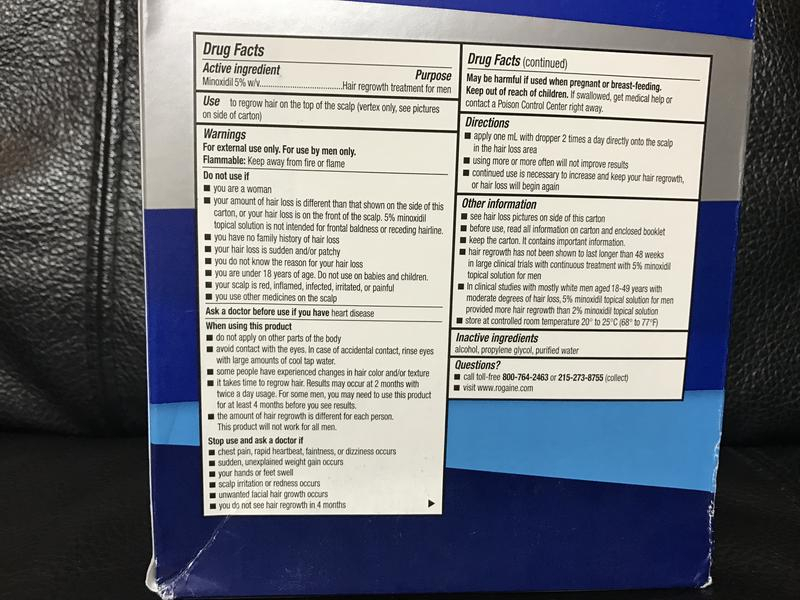 Drug Facts
Active ingredient Purpose
Minoxidil 5% w/v..........................................Hair regrowth treatment for men
Use to regrow hair on the top of the scalp (vertex only, see pictures
on side of carton)
Warnings
For external use only. For use by men only.
Flammable: Keep away from fire or flame
Do not use if
■ you are a woman
■ your amount of hair loss is different than that shown on the side of this
carton, or your hair loss is on the front of the scalp. 5% minoxidil
topical solution is not intended for frontal baldness or receding hairline.
■ you have no family history of hair loss
■ your hair loss is sudden and/or patchy
■ you do not know the reason for your hair loss
■ you are under 18 years of age. Do not use on babies and children.
■ your scalp is red, inflamed, infected, irritated, or painful
■ you use other medicines on the scalp
Ask a doctor before use if you have heart disease
When using this product
■ do not apply on other parts of the body
■ avoid contact with the eyes. In case of accidental contact, rinse eyes
with large amounts of cool tap water.
■ some people have experienced changes in hair color and/or texture
■ it takes time to regrow hair. Results may occur at 2 months with
twice a day usage. For some men, you may need to use this product
for at least 4 months before you see results.
■ the amount of hair regrowth is different for each person.
This product will not work for all men.
Stop use and ask a doctor if
■ chest pain, rapid heartbeat, faintness, or dizziness occurs
■ sudden, unexplained weight gain occurs
■ your hands or feet swell
■ scalp irritation or redness occurs
■ unwanted facial hair growth occurs
■ you do not see hair regrowth in 4 months
Drug Facts (continued)
May be harmful if used when pregnant or breast-feeding.
Keep out of reach of children. If swallowed, get medical help or
contact a Poison Control Center right away.
Directions
■ apply one mL with dropper 2 times a day directly onto the scalp
in the hair loss area
■ using more or more often will not improve results
■ continued use is necessary to increase and keep your hair regrowth,
or hair loss will begin again
Other information
■ see hair loss pictures on side of this carton
■ before use, read all information on carton and enclosed booklet
■ keep the carton. It contains important information.
■ hair regrowth has not been shown to last longer than 48 weeks
in large clinical trials with continuous treatment with 5% minoxidil
topical solution for men
■ In clinical studies with mostly white men aged 18-49 years with
moderate degrees of hair loss, 5% minoxidil topical solution for men
provided more hair regrowth than 2% minoxidil topical solution
■ store at controlled room temperature 20° to 25°C (68° to 77°F)
Inactive ingredients
alcohol, propylene glycol, purified water
Questions?
■ call toll-free 800-764-2463 or 215-273-8755 (collect)
■ visit www.rogaine.com